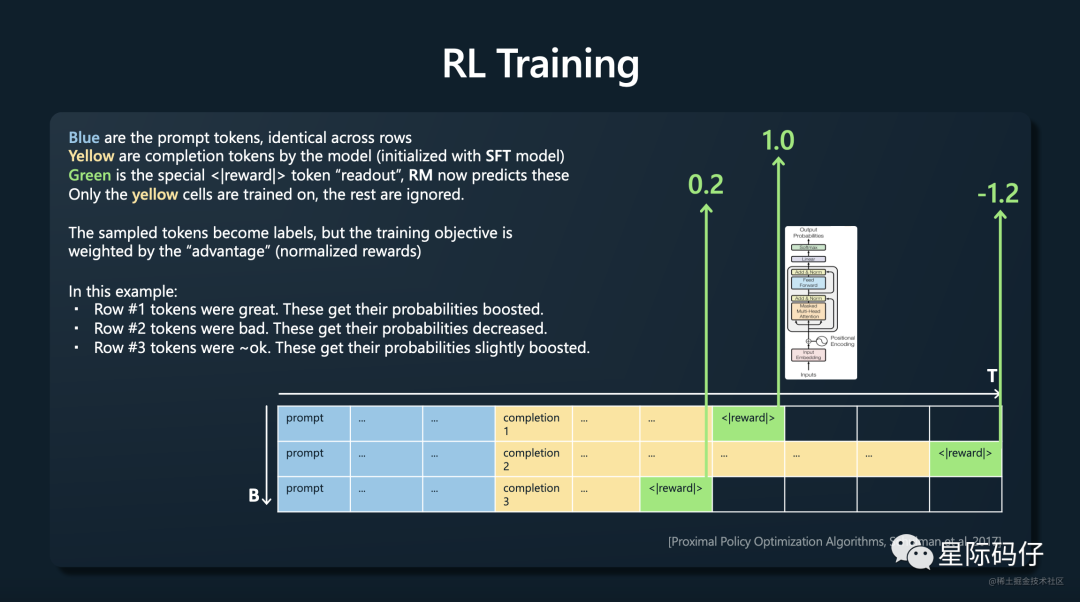 RL Training
Blue are the prompt tokens, identical across rows
Yellow are completion tokens by the model (initialized with SFT model)
Green is the special <|reward|> token “readout”, RM now predicts these
Only the yellow cells are trained on, the rest are ignored.
The sampled tokens become labels, but the training objective is
weighted by the “advantage” (normalized rewards)
In this example:
· Row #1 tokens were great. These get their probabilities boosted.
· Row #2 tokens were bad. These get their probabilities decreased.
· Row #3 tokens were ~ok. These get their probabilities slightly boosted.
1.0
0.2
-1.2
Output
Probabilities
Softmax
Linear
Add & Norm
Feed
Forward
Add & Norm
Masked
Multi-Head
Attention
Positional
Encoding
Input
Embedding
Inputs
T
B
prompt ... ... completion 1 ... ... <|reward|>
prompt ... ... completion 2 ... ... ... ... ... <|reward|>
prompt ... ... completion 3 ... <|reward|>
[Proximal Policy Optimization Algorithms, et al. 2017]
星际码仔
@稀土掘金技术社区